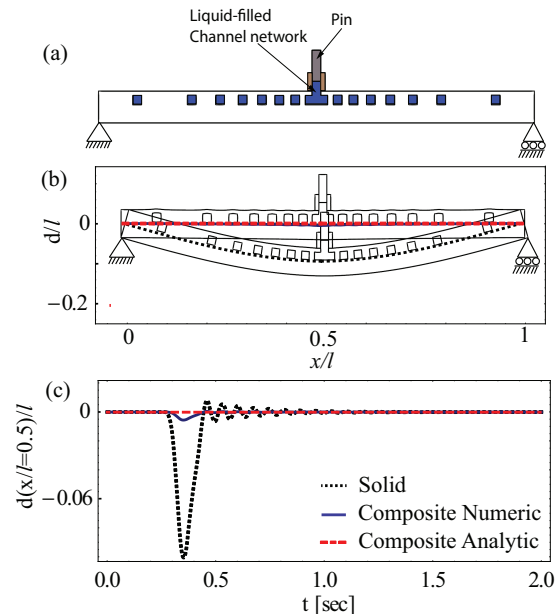 (a)
Liquid-filled
Channel network
Pin
(b)
d/l
0
−0.2
0
0.5
1
x/l
(c)
d(x/l=0.5)/l
0
−0.06
Solid
Composite Numeric
Composite Analytic
0.0 0.5 1.0 1.5 2.0
t [sec]